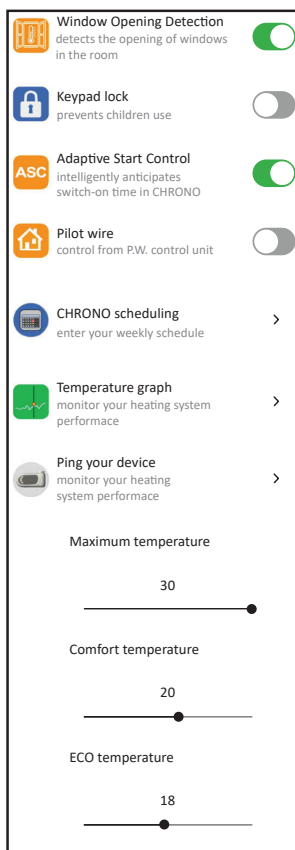 Window Opening Detection
detects the opening of windows
in the room
Keypad lock
prevents children use
ASC
Adaptive Start Control
intelligently anticipates
switch-on time in CHRONO
Pilot wire
control from P.W. control unit
CHRONO scheduling
enter your weekly schedule
Temperature graph
monitor your heating system
performace
Ping your device
monitor your heating
system performace
Maximum temperature
30
Comfort temperature
20
ECO temperature
18